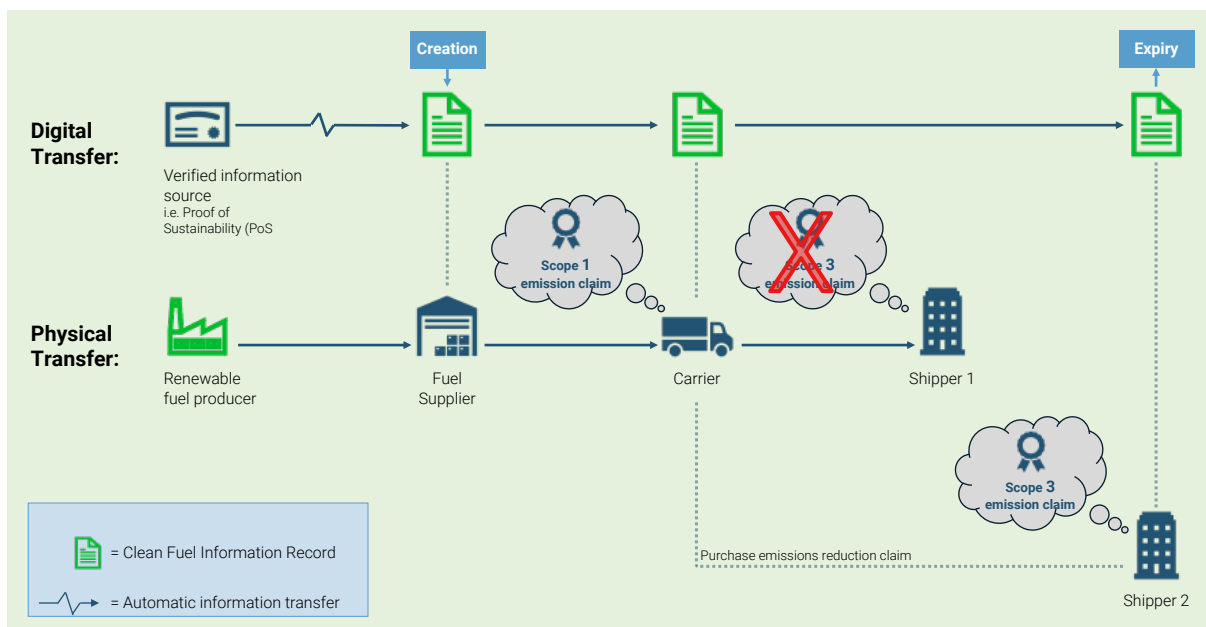 Creation
Expiry
Digital
Transfer:
Verified information
source
i.e. Proof of
Sustainability (PoS
Scope 1
emission claim
Scope 3
emission claim
Physical
Transfer:
Renewable
fuel producer
Fuel
Supplier
Carrier
Shipper 1
Scope 3
emission claim
Purchase emissions reduction claim
Shipper 2
= Clean Fuel Information Record
= Automatic information transfer